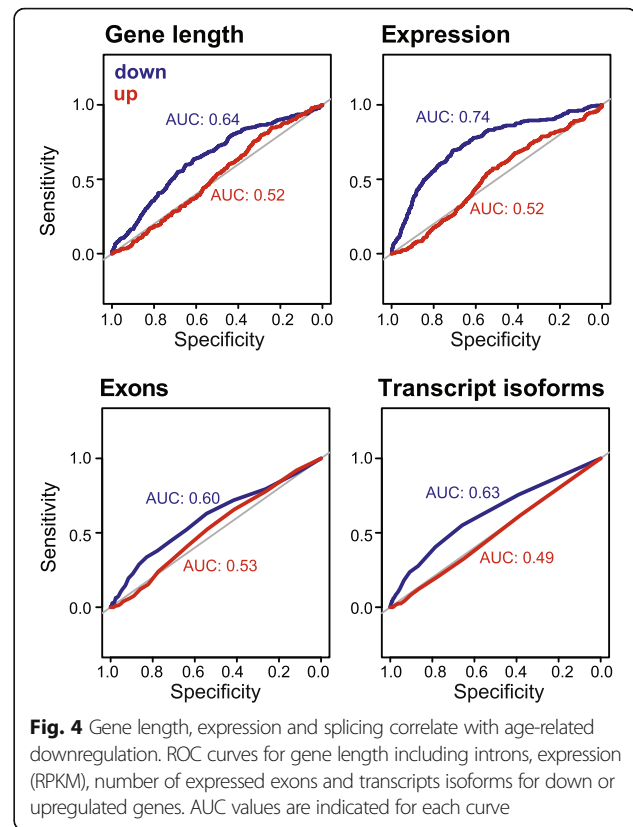 Gene length
Expression
down
up
AUC: 0.64
AUC: 0.52
Sensitivity
1.0
0.5
0.0
1.0 0.8 0.6 0.4 0.2 0.0
Specificity
AUC: 0.74
AUC: 0.52
1.0
0.5
0.0
1.0 0.8 0.6 0.4 0.2 0.0
Specificity
Exons
Transcript isoforms
AUC: 0.60
AUC: 0.53
Sensitivity
1.0
0.5
0.0
1.0 0.8 0.6 0.4 0.2 0.0
Specificity
AUC: 0.63
AUC: 0.49
1.0
0.5
0.0
1.0 0.8 0.6 0.4 0.2 0.0
Specificity
Fig. 4 Gene length, expression and splicing correlate with age-related
downregulation. ROC curves for gene length including introns, expression
(RPKM), number of expressed exons and transcripts isoforms for down or
upregulated genes. AUC values are indicated for each curve